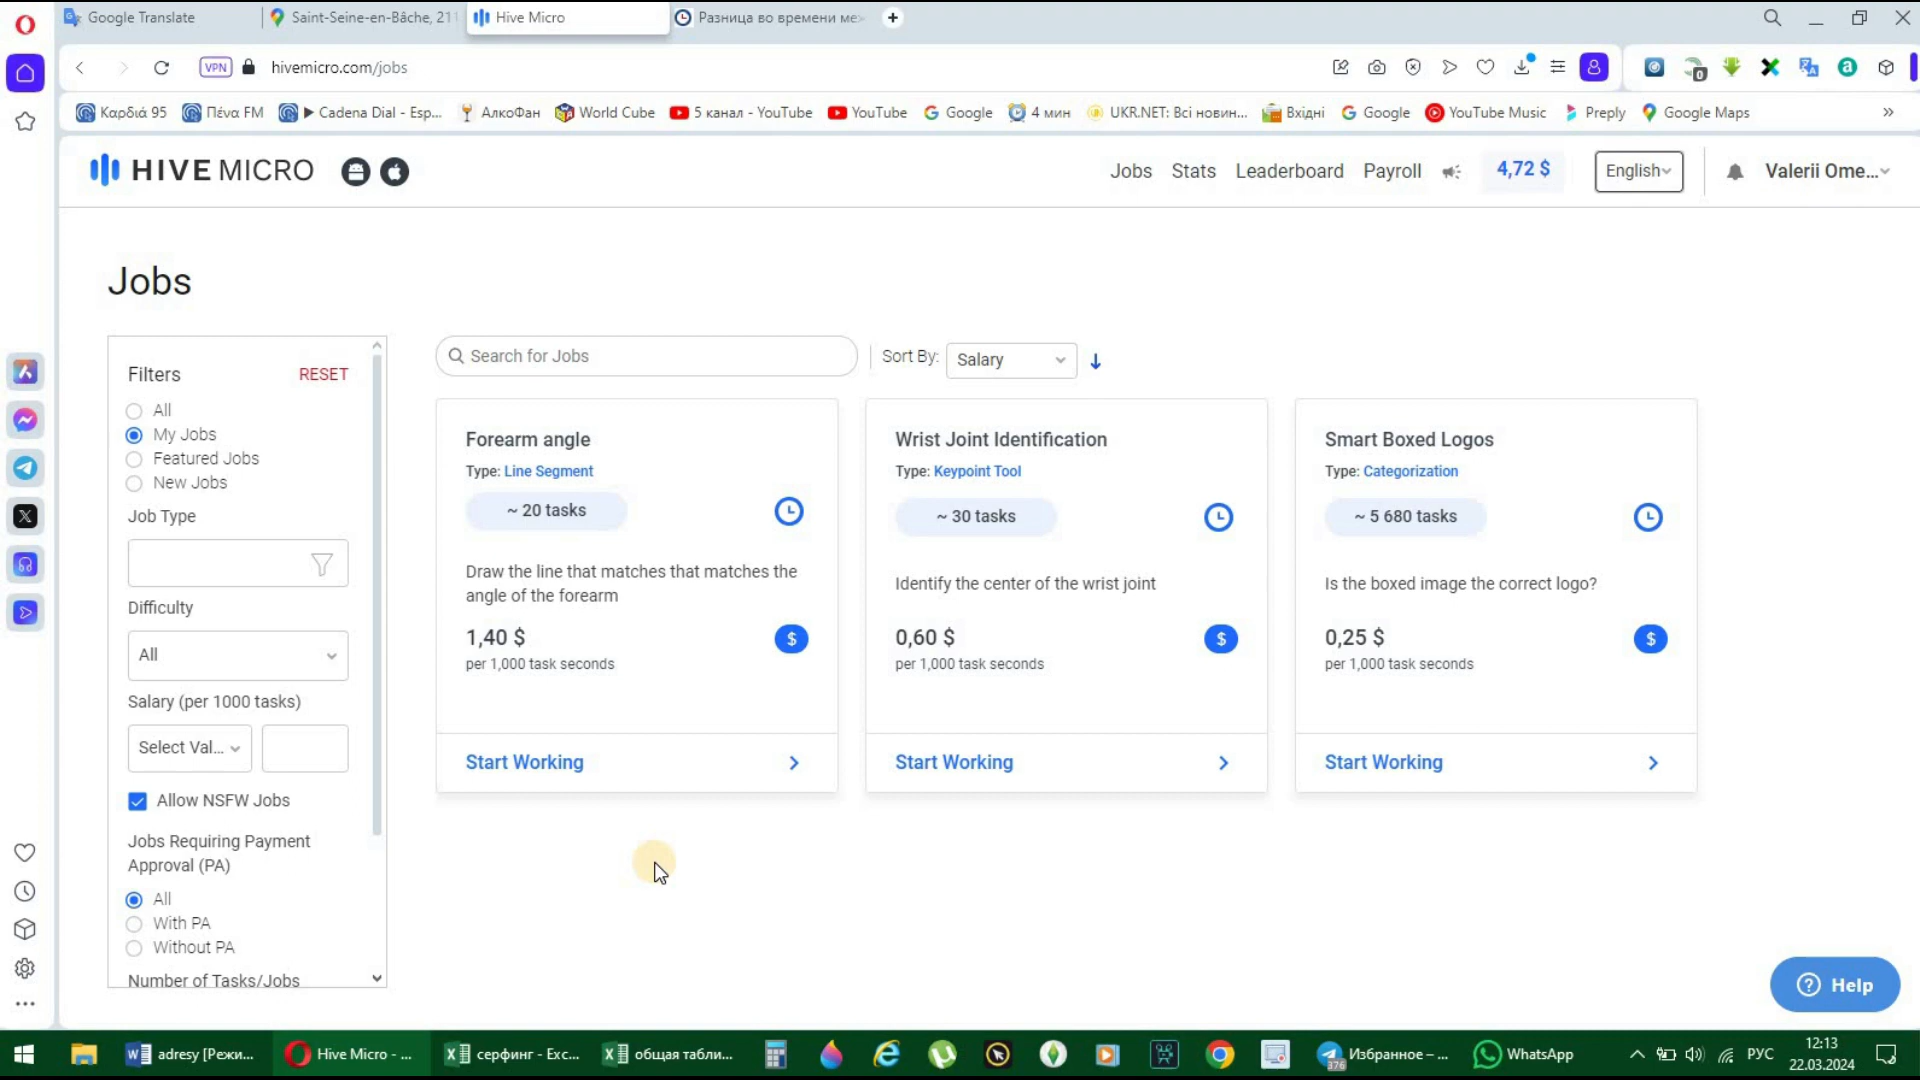 Google Translate
Saint-Seine-en-Bâche, 211
Hive Micro
Разница во времени меж
VPN
hivemicro.com/jobs
Καρδιά 95
Πένα FM
Cadena Dial - Esp...
АлкоФан
World Cube
5 канал - YouTube
YouTube
Google
4 мин
UKR.NET: Всі новин...
Вхідні
Google
YouTube Music
Preply
Google Maps
HIVE MICRO
Jobs
Stats
Leaderboard
Payroll
4,72 $
English
Valerii Ome...
Jobs
Filters
RESET
All
My Jobs
Featured Jobs
New Jobs
Job Type
Difficulty
All
Salary (per 1000 tasks)
Select Val...
Allow NSFW Jobs
Jobs Requiring Payment
Approval (PA)
All
With PA
Without PA
Number of Tasks/Jobs
Search for Jobs
Sort By:
Salary
Forearm angle
Type: Line Segment
~ 20 tasks
Draw the line that matches that matches the
angle of the forearm
1,40 $
per 1,000 task seconds
Start Working
Wrist Joint Identification
Type: Keypoint Tool
~ 30 tasks
Identify the center of the wrist joint
0,60 $
per 1,000 task seconds
Start Working
Smart Boxed Logos
Type: Categorization
~ 5 680 tasks
Is the boxed image the correct logo?
0,25 $
per 1,000 task seconds
Start Working
Help
adresy [Режи...
Hive Micro - ...
серфинг - Exc...
общая табли...
376
Избранное – ...
WhatsApp
РУС
12:13
22.03.2024